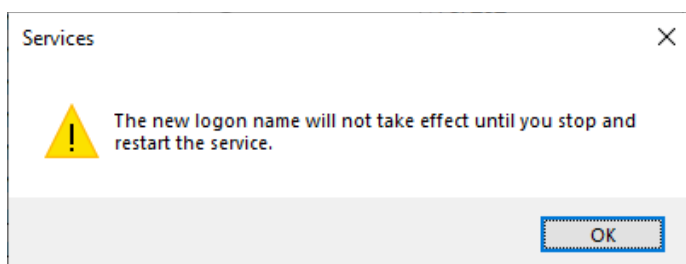 Services
The new logon name will not take effect until you stop and
restart the service.
OK